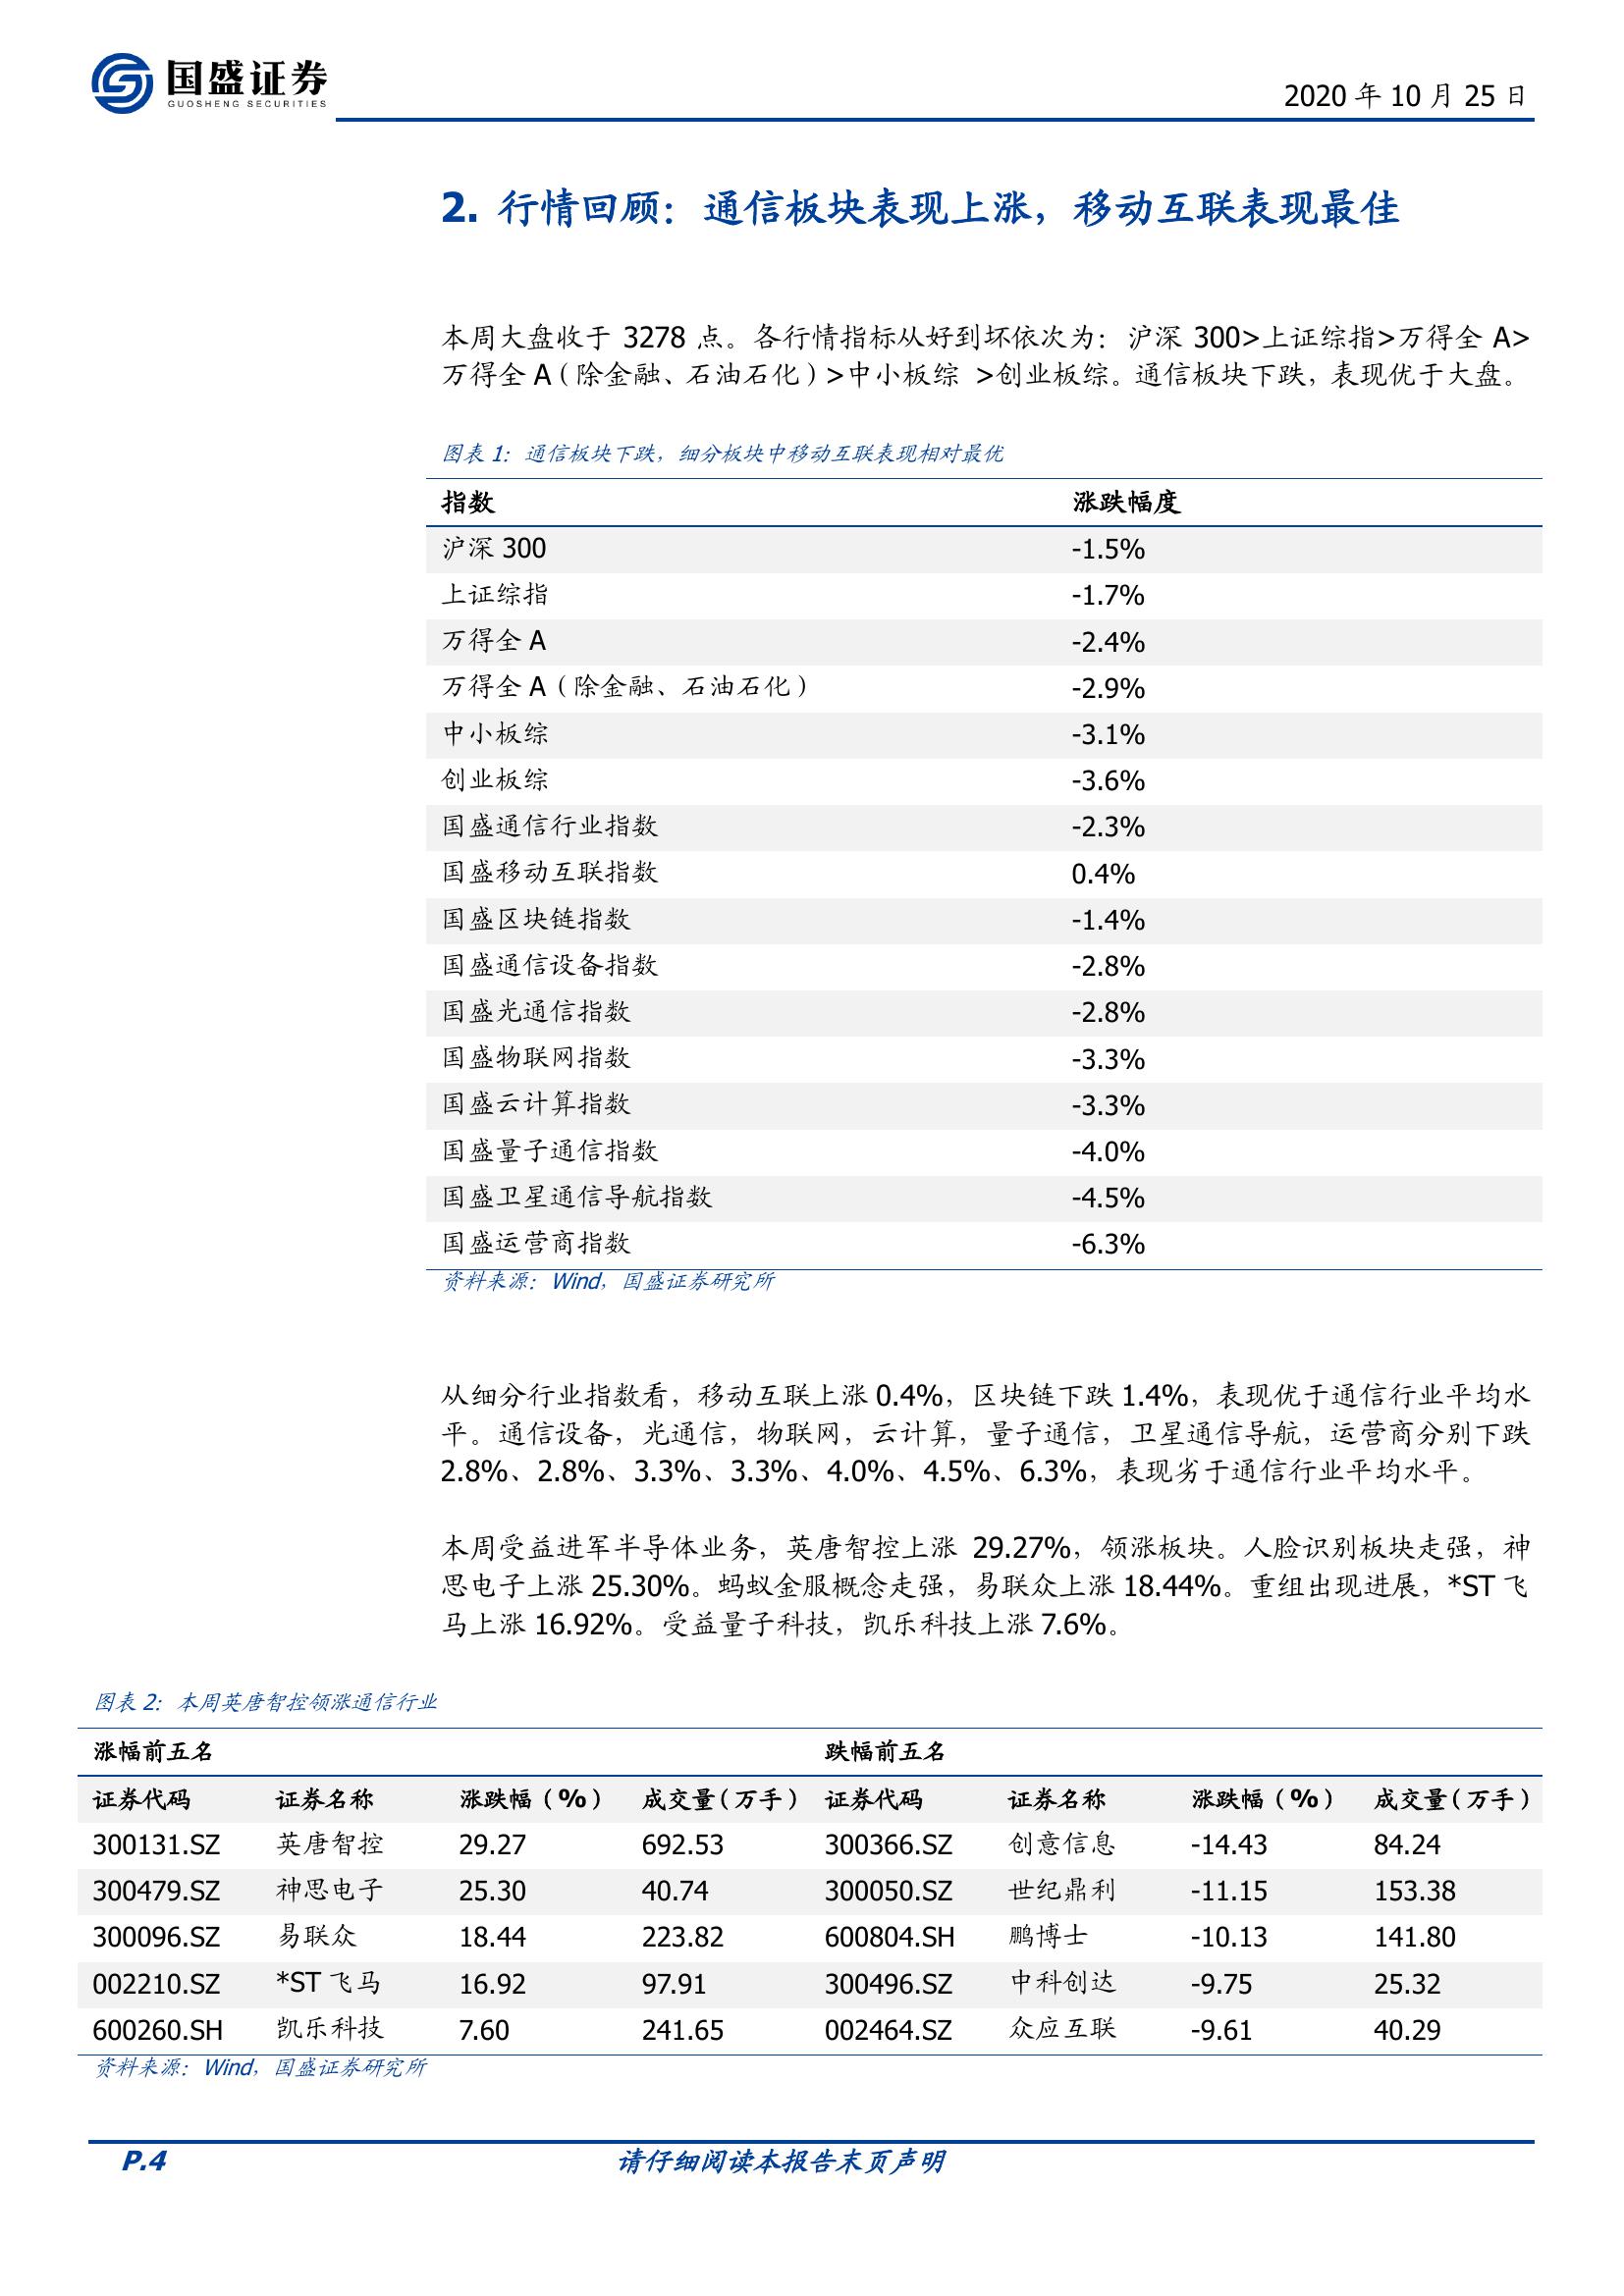 国盛证券
GUOSHENG SECURITIES
2020 年 10 月 25 日
2. 行情回顾：通信板块表现上涨，移动互联表现最佳
本周大盘收于 3278 点。各行情指标从好到坏依次为：沪深 300>上证综指>万得全 A>
万得全 A（除金融、石油石化）>中小板综 >创业板综。通信板块下跌，表现优于大盘。
图表 1：通信板块下跌，细分板块中移动互联表现相对最优
指数 涨跌幅度
沪深 300 -1.5%
上证综指 -1.7%
万得全 A -2.4%
万得全 A（除金融、石油石化） -2.9%
中小板综 -3.1%
创业板综 -3.6%
国盛通信行业指数 -2.3%
国盛移动互联指数 0.4%
国盛区块链指数 -1.4%
国盛通信设备指数 -2.8%
国盛光通信指数 -2.8%
国盛物联网指数 -3.3%
国盛云计算指数 -3.3%
国盛量子通信指数 -4.0%
国盛卫星通信导航指数 -4.5%
国盛运营商指数 -6.3%
资料来源：Wind，国盛证券研究所
从细分行业指数看，移动互联上涨 0.4%，区块链下跌 1.4%，表现优于通信行业平均水
平。通信设备，光通信，物联网，云计算，量子通信，卫星通信导航，运营商分别下跌
2.8%、2.8%、3.3%、3.3%、4.0%、4.5%、6.3%，表现劣于通信行业平均水平。
本周受益进军半导体业务，英唐智控上涨 29.27%，领涨板块。人脸识别板块走强，神
思电子上涨 25.30%。蚂蚁金服概念走强，易联众上涨 18.44%。重组出现进展，*ST 飞
马上涨 16.92%。受益量子科技，凯乐科技上涨 7.6%。
图表 2：本周英唐智控领涨通信行业
涨幅前五名 跌幅前五名
证券代码 证券名称 涨跌幅（%） 成交量（万手） 证券代码 证券名称 涨跌幅（%） 成交量（万手）
300131.SZ 英唐智控 29.27 692.53 300366.SZ 创意信息 -14.43 84.24
300479.SZ 神思电子 25.30 40.74 300050.SZ 世纪鼎利 -11.15 153.38
300096.SZ 易联众 18.44 223.82 600804.SH 鹏博士 -10.13 141.80
002210.SZ *ST 飞马 16.92 97.91 300496.SZ 中科创达 -9.75 25.32
600260.SH 凯乐科技 7.60 241.65 002464.SZ 众应互联 -9.61 40.29
资料来源：Wind，国盛证券研究所
P.4 请仔细阅读本报告末页声明